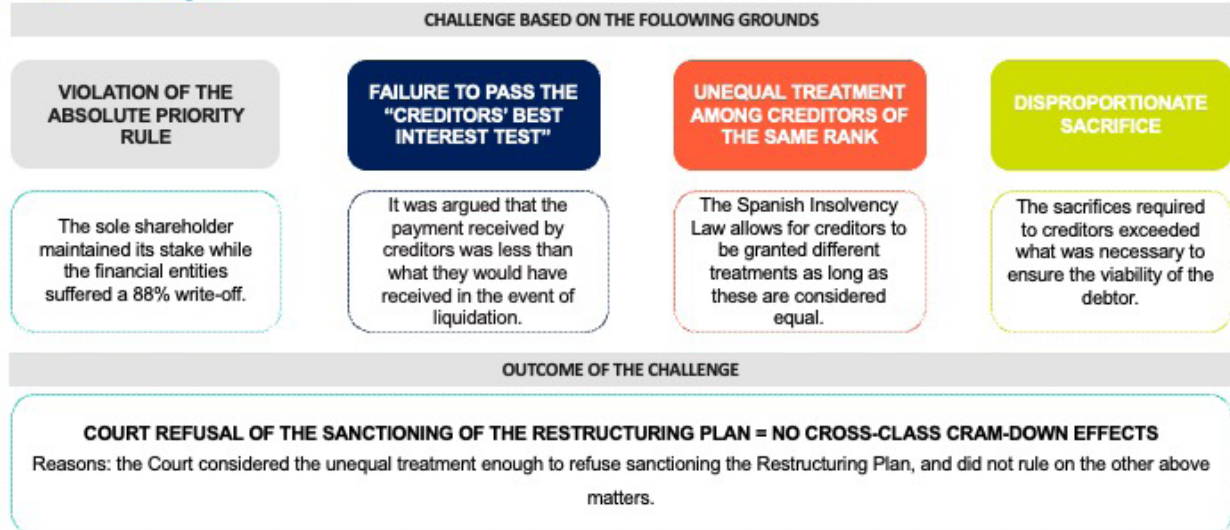 CHALLENGE BASED ON THE FOLLOWING GROUNDS
VIOLATION OF THE
ABSOLUTE PRIORITY
RULE
FAILURE TO PASS THE
“CREDITORS’ BEST
INTEREST TEST”
UNEQUAL TREATMENT
AMONG CREDITORS OF
THE SAME RANK
DISPROPORTIONATE
SACRIFICE
The sole shareholder
maintained its stake while
the financial entities
suffered a 88% write-off.
It was argued that the
payment received by
creditors was less than
what they would have
received in the event of
liquidation.
The Spanish Insolvency
Law allows for creditors to
be granted different
treatments as long as
these are considered
equal.
The sacrifices required
to creditors exceeded
what was necessary to
ensure the viability of the
debtor.
OUTCOME OF THE CHALLENGE
COURT REFUSAL OF THE SANCTIONING OF THE RESTRUCTURING PLAN = NO CROSS-CLASS CRAM-DOWN EFFECTS
Reasons: the Court considered the unequal treatment enough to refuse sanctioning the Restructuring Plan, and did not rule on the other above
matters.